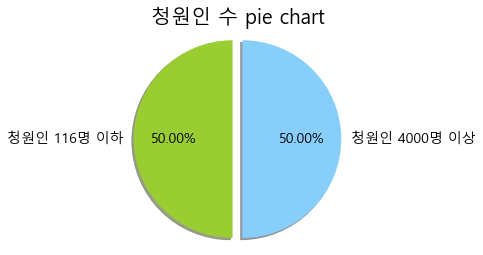 청원인 수 pie chart
청원인 116명 이하
50.00%
50.00%
청원인 4000명 이상